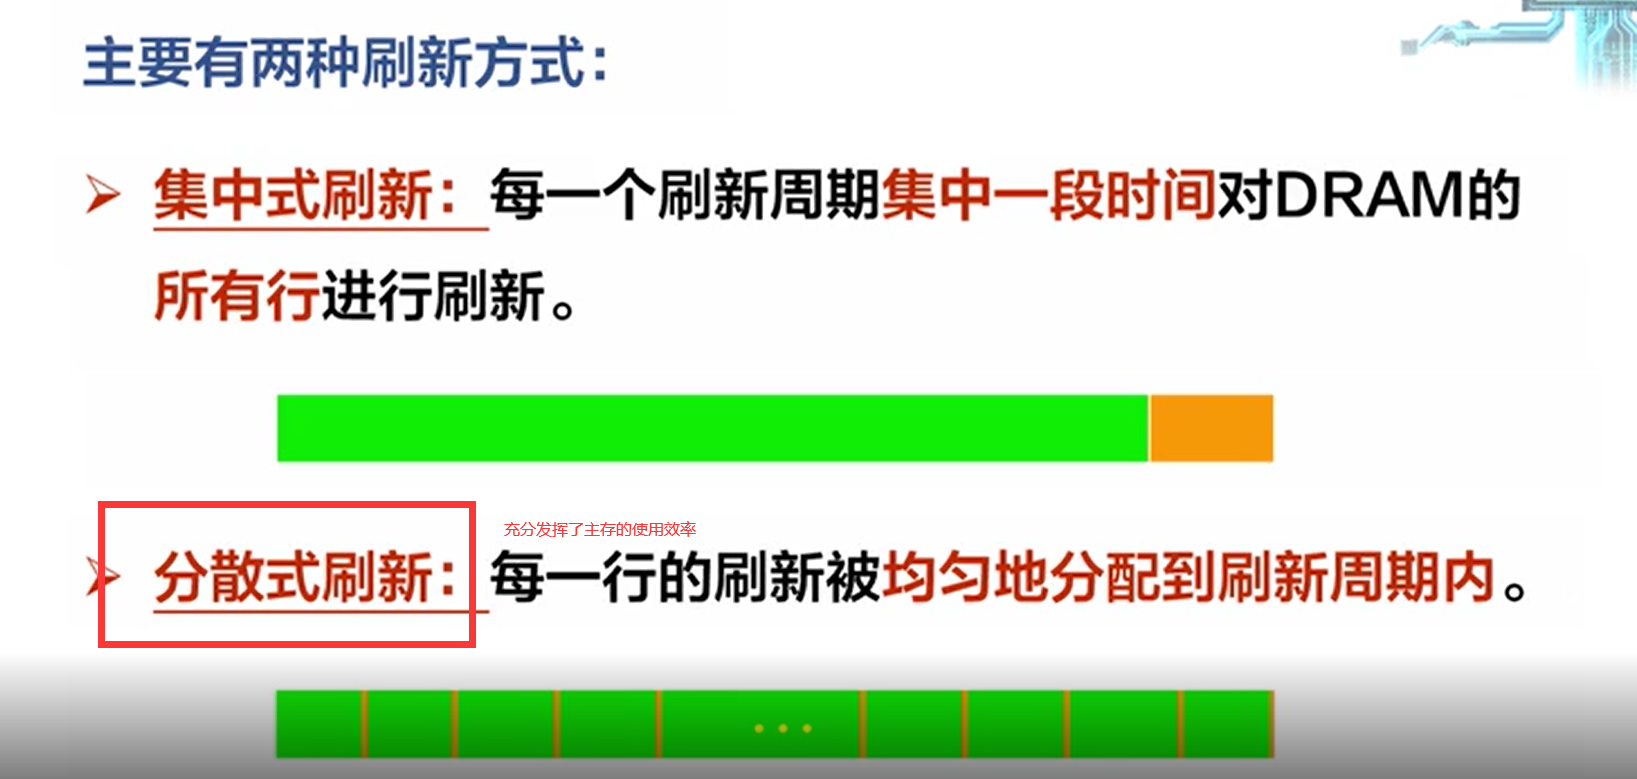 主要有两种刷新方式：
集中式刷新：每一个刷新周期集中一段时间对DRAM的
所有行进行刷新。
充分发挥了主存的使用效率
分散式刷新：每一行的刷新被均匀地分配到刷新周期内。